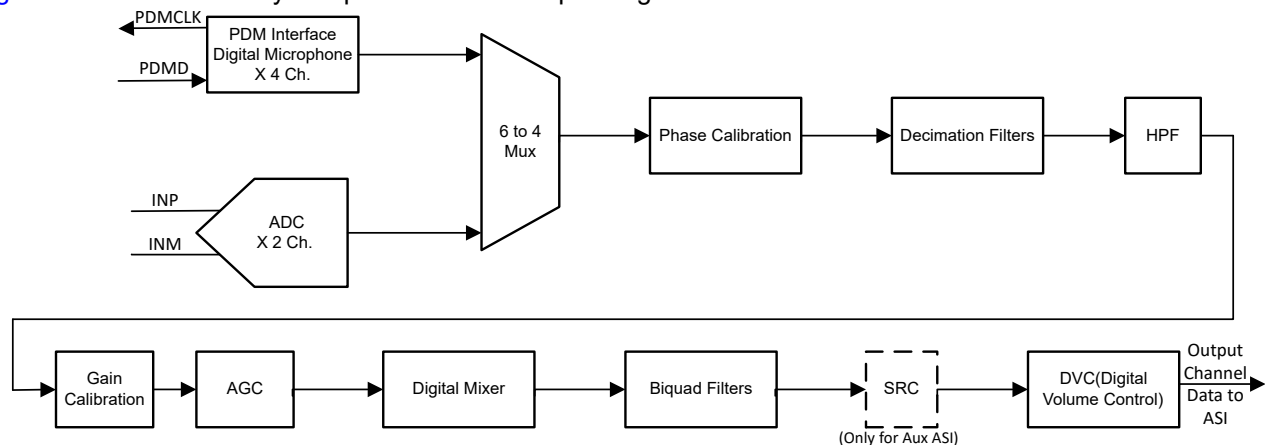 PDMCLK
PDM Interface
Digital Microphone
X 4 Ch.
PDMD
6 to 4
Mux
Phase Calibration
Decimation Filters
HPF
INP
ADC
X 2 Ch.
INM
Gain
Calibration
AGC
Digital Mixer
Biquad Filters
SRC
(Only for Aux ASI)
DVC(Digital
Volume Control)
Output
Channel
Data to
ASI